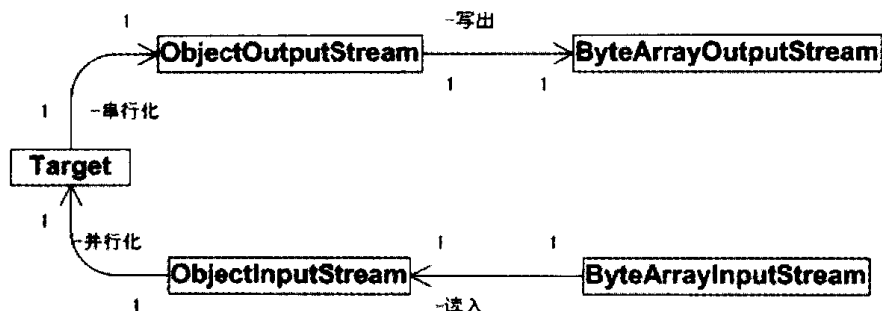 1
-写出
ObjectOutputStream
ByteArrayOutputStream
1
1
1
-串行化
Target
1
-并行化
1
1
ObjectInputStream
ByteArrayInputStream
1
-读入